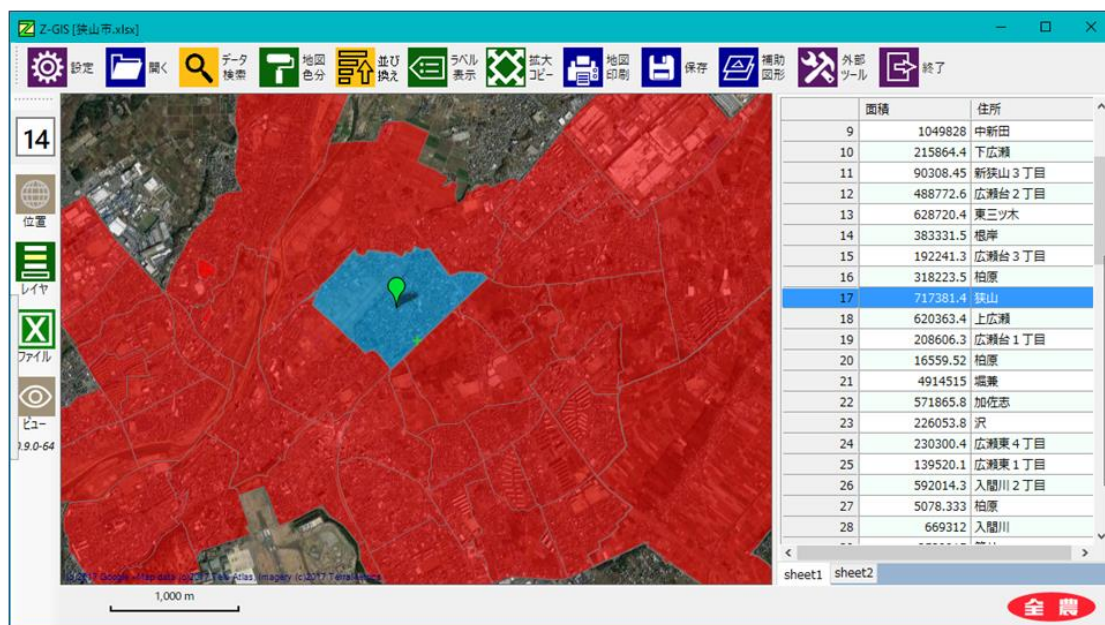 Z-GIS [狭山市.xlsx]
設定
開く
データ
検索
地図
色分
並び
換え
ラベル
表示
拡大
コピー
地図
印刷
保存
補助
図形
外部
ツール
終了
14
位置
レイヤ
ファイル
ビュー
面積 住所
9 1049828 中新田
10 215864.4 下広瀬
11 90308.45 新狭山3丁目
12 488772.6 広瀬台2丁目
13 628720.4 東三ツ木
14 383331.5 根岸
15 192241.3 広瀬台3丁目
16 318223.5 柏原
17 717381.4 狭山
18 620363.4 上広瀬
19 208606.3 広瀬台1丁目
20 16559.52 柏原
21 4914515 堀兼
22 571865.8 加佐志
23 226053.8 沢
24 230300.4 広瀬東4丁目
25 139520.1 広瀬東1丁目
26 592014.3 入間川2丁目
27 5078.333 柏原
28 669312 入間川
sheet1 sheet2
1,000 m
全農